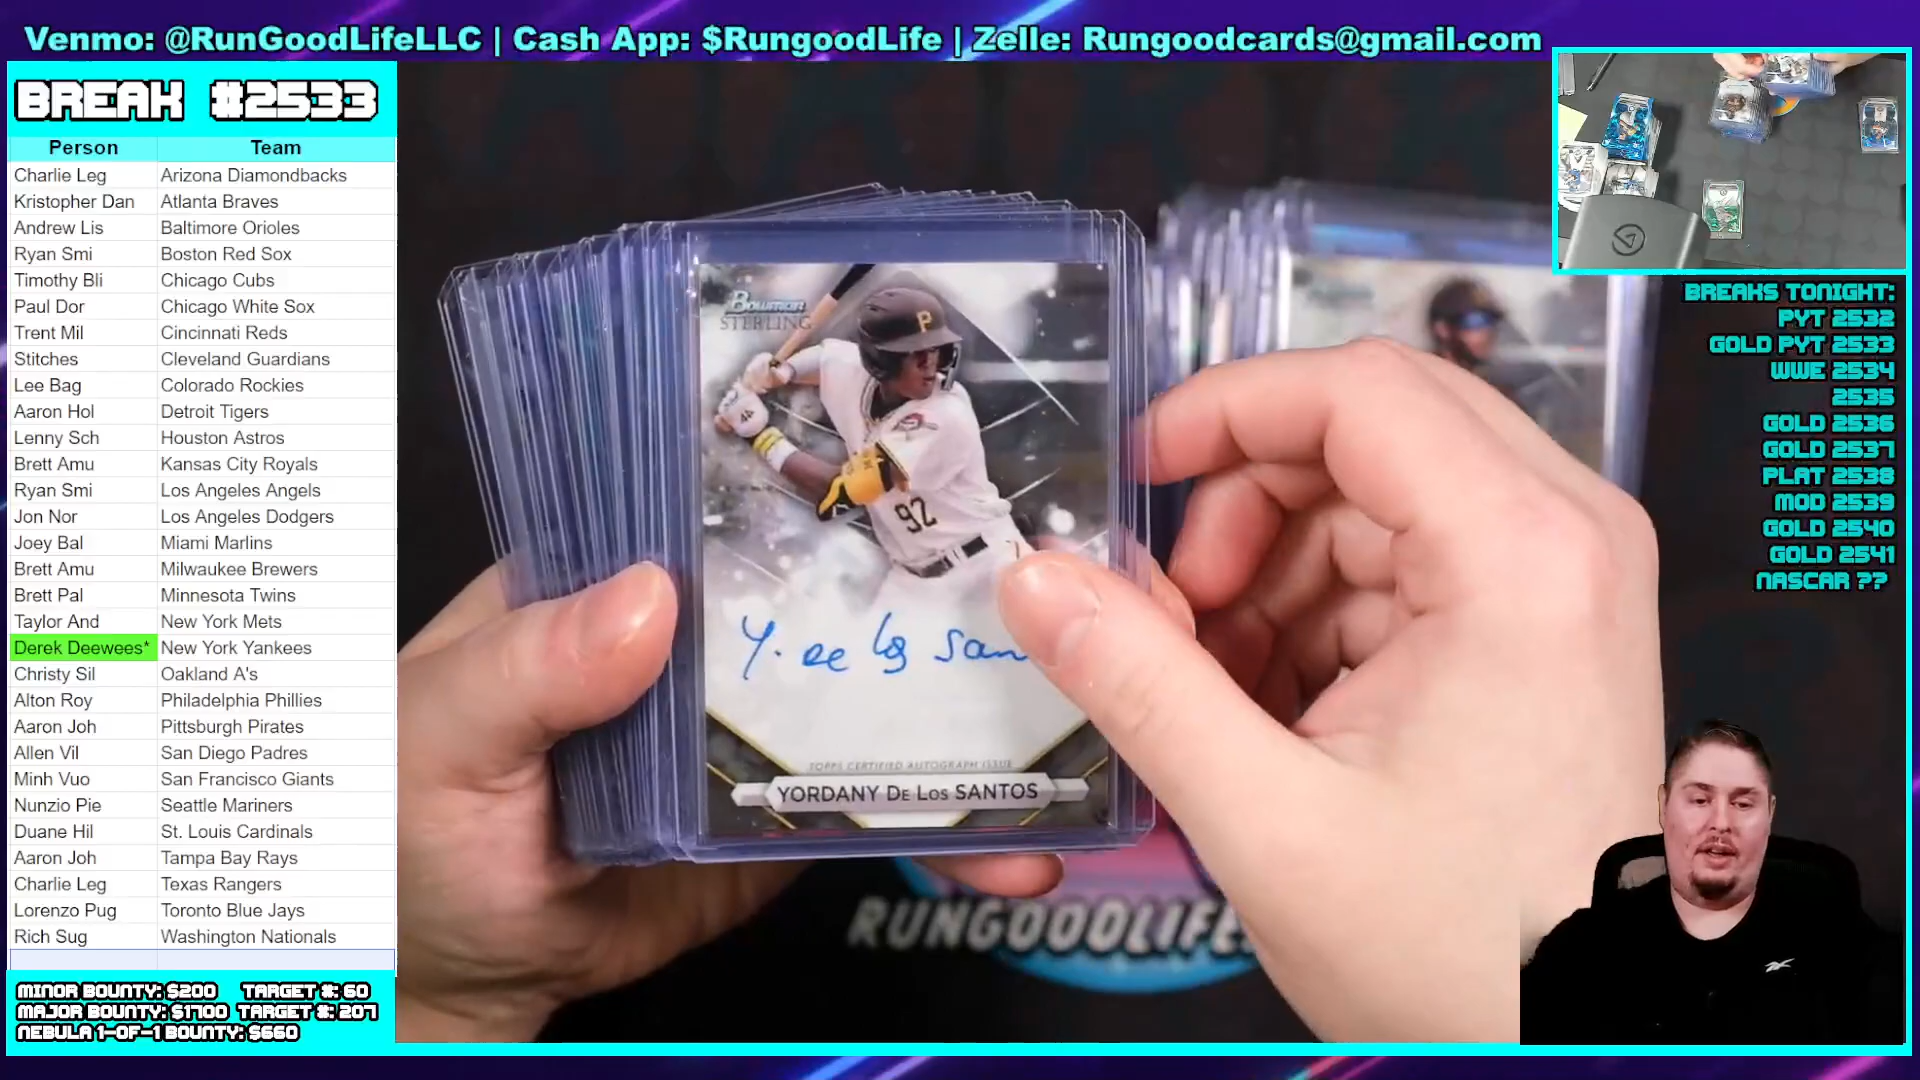 Venmo: @RunGoodLifeLLC | Cash App: $RungoodLife | Zelle: Rungoodcards@gmail.com
BREAK #2533
Person Team
Charlie Leg Arizona Diamondbacks
Kristopher Dan Atlanta Braves
Andrew Lis Baltimore Orioles
Ryan Smi Boston Red Sox
Timothy Bli Chicago Cubs
Paul Dor Chicago White Sox
Trent Mil Cincinnati Reds
Stitches Cleveland Guardians
Lee Bag Colorado Rockies
Aaron Hol Detroit Tigers
Lenny Sch Houston Astros
Brett Amu Kansas City Royals
Ryan Smi Los Angeles Angels
Jon Nor Los Angeles Dodgers
Joey Bal Miami Marlins
Brett Amu Milwaukee Brewers
Brett Pal Minnesota Twins
Taylor And New York Mets
Derek Deewees* New York Yankees
Christy Sil Oakland A's
Alton Roy Philadelphia Phillies
Aaron Joh Pittsburgh Pirates
Allen Vil San Diego Padres
Minh Vuo San Francisco Giants
Nunzio Pie Seattle Mariners
Duane Hil St. Louis Cardinals
Aaron Joh Tampa Bay Rays
Charlie Leg Texas Rangers
Lorenzo Pug Toronto Blue Jays
Rich Sug Washington Nationals
MINOR BOUNTY: $200 TARGET #: 60
MAJOR BOUNTY: $1700 TARGET #: 207
NEBULA 1-OF-1 BOUNTY: $660
Bowman
STERLING
P
92
Y. De Los San
TOPPS CERTIFIED AUTOGRAPH ISSUE
YORDANY DE LOS SANTOS
RUNGOODLIFE
BREAKS TONIGHT:
PYT 2532
GOLD PYT 2533
WWE 2534
2535
GOLD 2536
GOLD 2537
PLAT 2538
MOD 2539
GOLD 2540
GOLD 2541
NASCAR ??